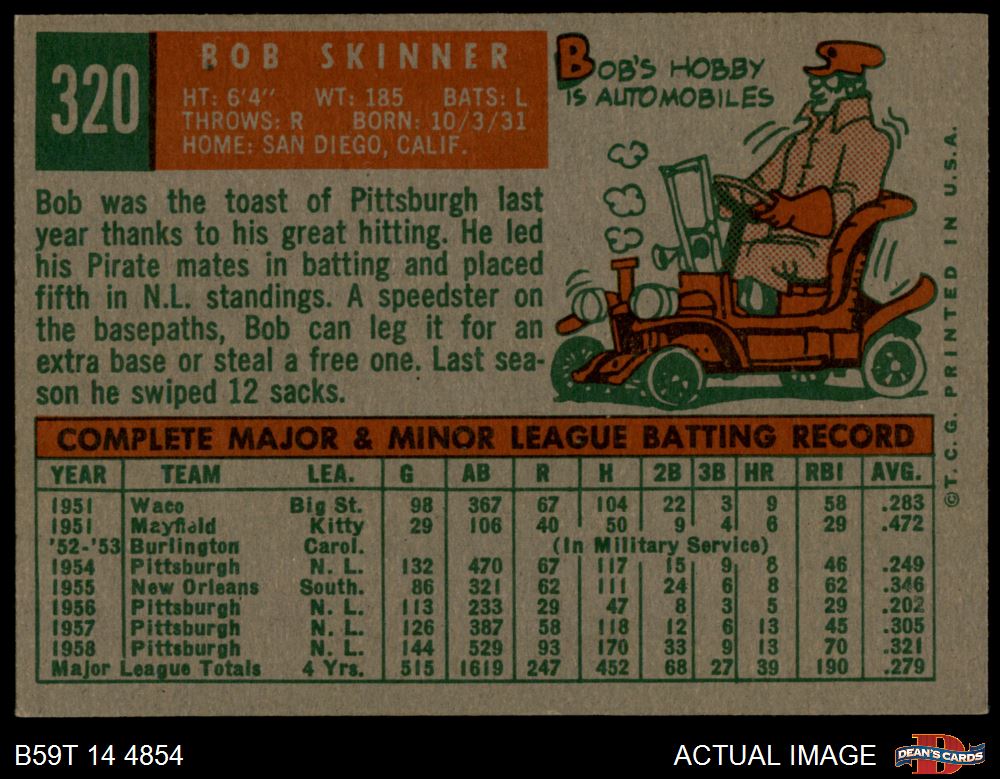 320
BOB SKINNER
HT: 6'4" WT: 185 BATS: L
THROWS: R BORN: 10/3/31
HOME: SAN DIEGO, CALIF.
BOB'S HOBBY
IS AUTOMOBILES
Bob was the toast of Pittsburgh last
year thanks to his great hitting. He led
his Pirate mates in batting and placed
fifth in N.L. standings. A speedster on
the basepaths, Bob can leg it for an
extra base or steal a free one. Last sea-
son he swiped 12 sacks.
COMPLETE MAJOR & MINOR LEAGUE BATTING RECORD
YEAR TEAM LEA. G AB R H 2B 3B HR RBI AVG.
1951 Waco Big St. 98 367 67 104 22 3 9 58 .283
1951 Mayfield Kitty 29 106 40 50 9 4 6 29 .472
'52-'53 Burlington Carol. (In Military Service)
1954 Pittsburgh N. L. 132 470 67 117 15 9 8 46 .249
1955 New Orleans South. 86 321 62 111 24 6 8 62 .346
1956 Pittsburgh N. L. 113 233 29 47 8 3 5 29 .202
1957 Pittsburgh N. L. 126 387 58 118 12 6 13 45 .305
1958 Pittsburgh N. L. 144 529 93 170 33 9 13 70 .321
Major League Totals 4 Yrs. 515 1619 247 452 68 27 39 190 .279
© T. C. G. PRINTED IN U.S.A.
B59T 14 4854
ACTUAL IMAGE
DEAN'S CARDS